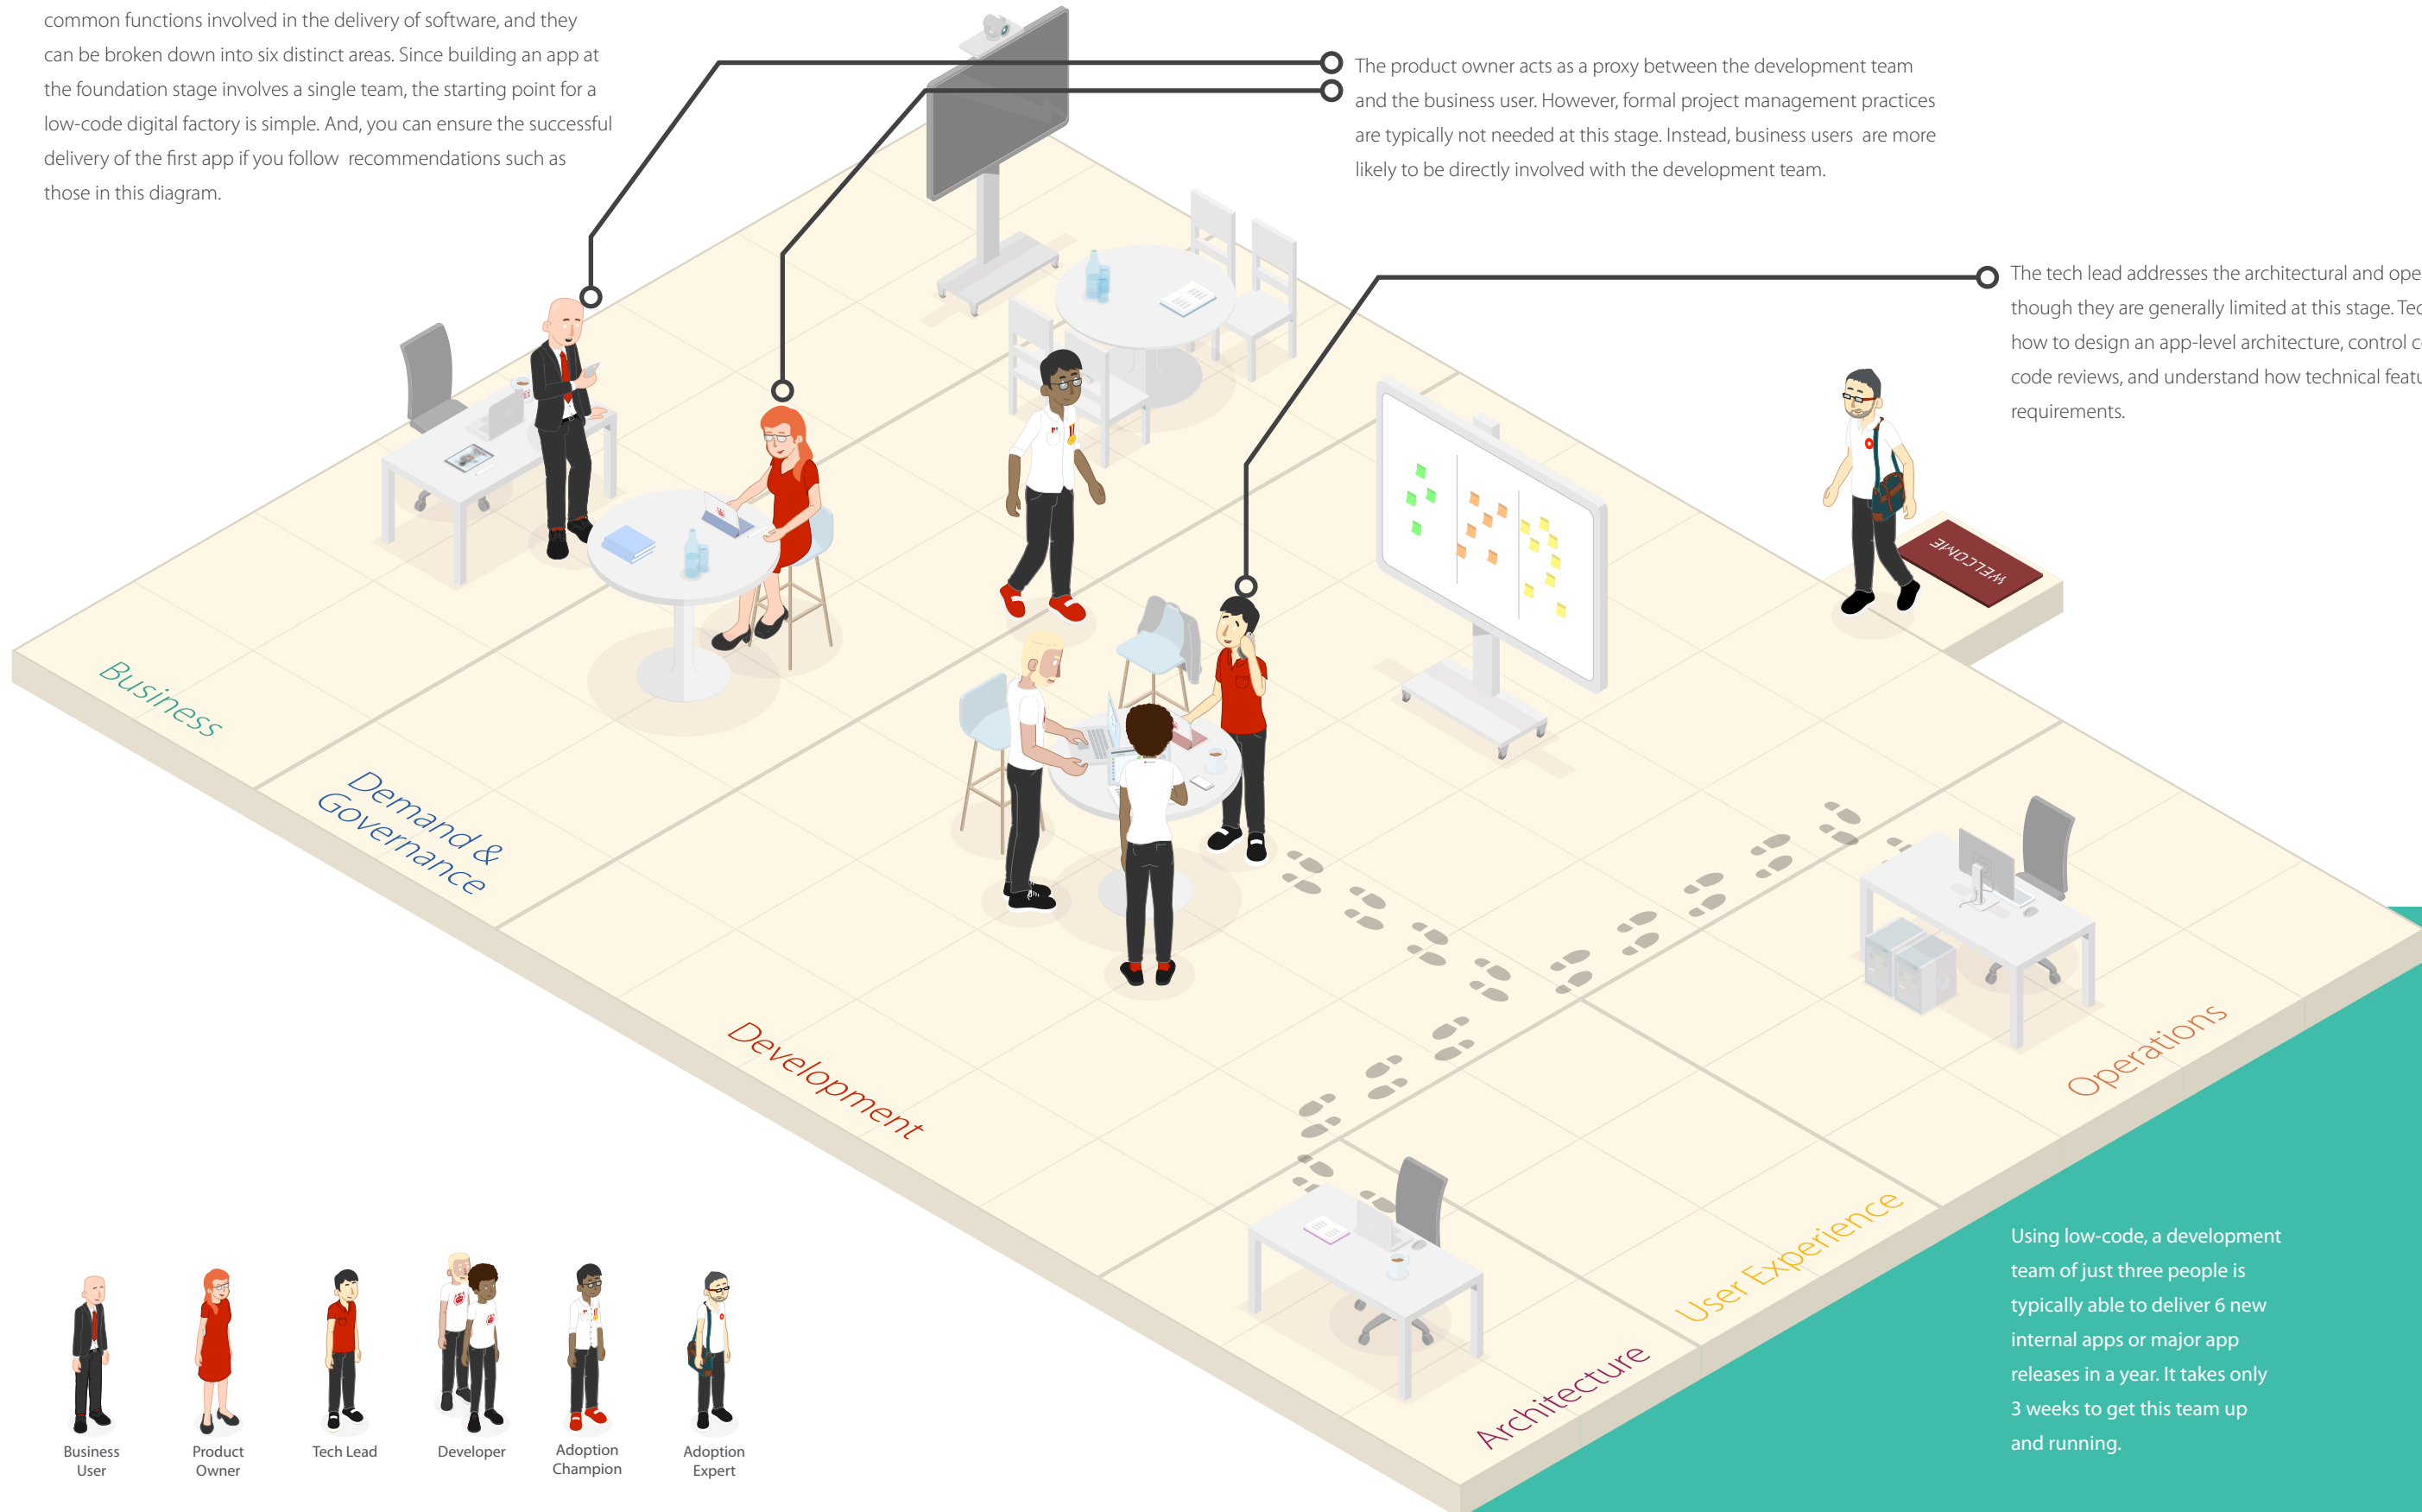 common functions involved in the delivery of software, and they
can be broken down into six distinct areas. Since building an app at
the foundation stage involves a single team, the starting point for a
low-code digital factory is simple. And, you can ensure the successful
delivery of the first app if you follow recommendations such as
those in this diagram.
The product owner acts as a proxy between the development team
and the business user. However, formal project management practices
are typically not needed at this stage. Instead, business users are more
likely to be directly involved with the development team.
The tech lead addresses the architectural and
though they are generally limited at this stage.
how to design an app-level architecture, control
code reviews, and understand how technical
requirements.
WELCOME
Business
Demand &
Governance
Development
Operations
User Experience
Architecture
Using low-code, a development
team of just three people is
typically able to deliver 6 new
internal apps or major app
releases in a year. It takes only
3 weeks to get this team up
and running.
Business
User
Product
Owner
Tech Lead
Developer
Adoption
Champion
Adoption
Expert